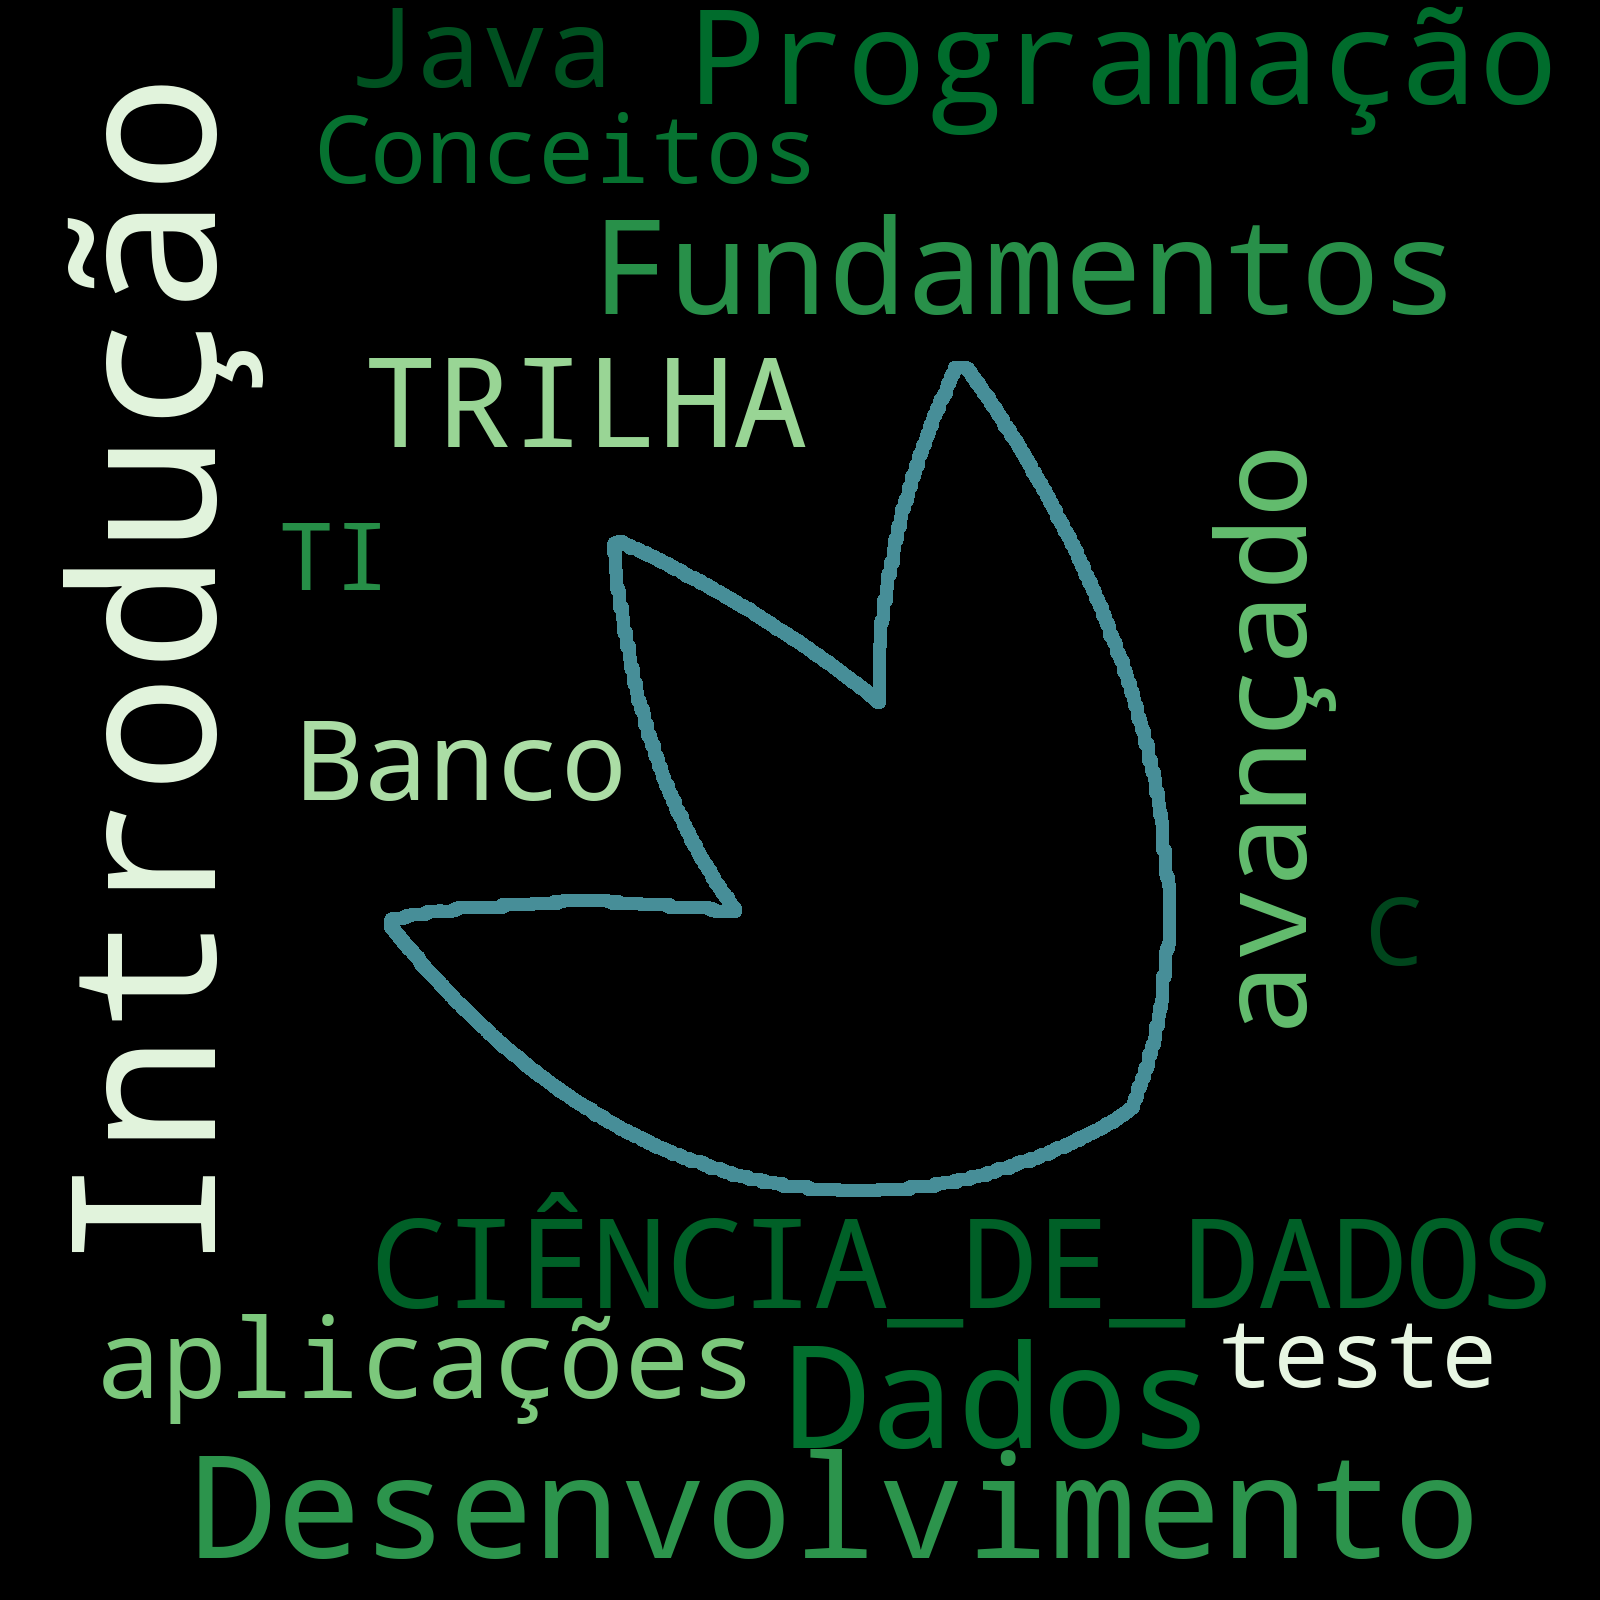 Java Programação
Conceitos
Introdução
Fundamentos
TRILHA
TI
avançado
Banco
C
CIÊNCIA_DE_DADOS
aplicações
Dados
teste
Desenvolvimento